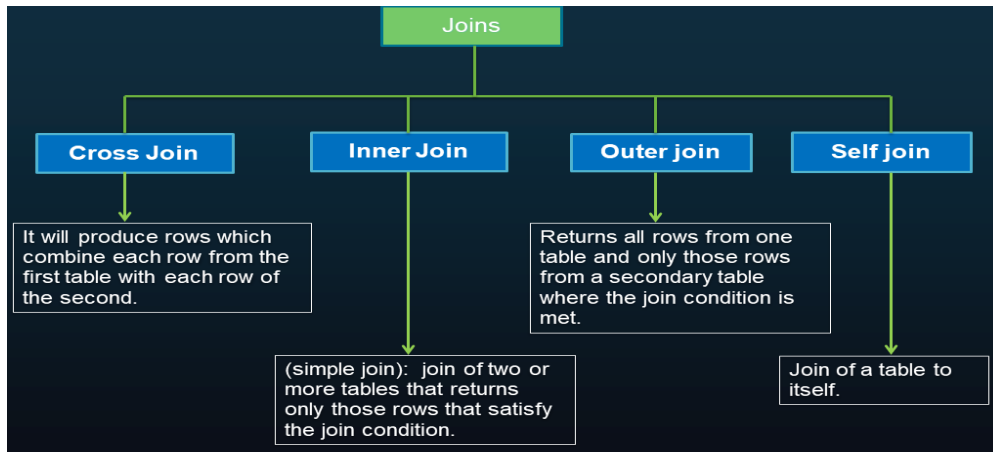 Joins
Cross Join
Inner Join
Outer join
Self join
It will produce rows which
combine each row from the
first table with each row of
the second.
Returns all rows from one
table and only those rows
from a secondary table
where the join condition is
met.
(simple join): join of two or
more tables that returns
only those rows that satisfy
the join condition.
Join of a table to
itself.